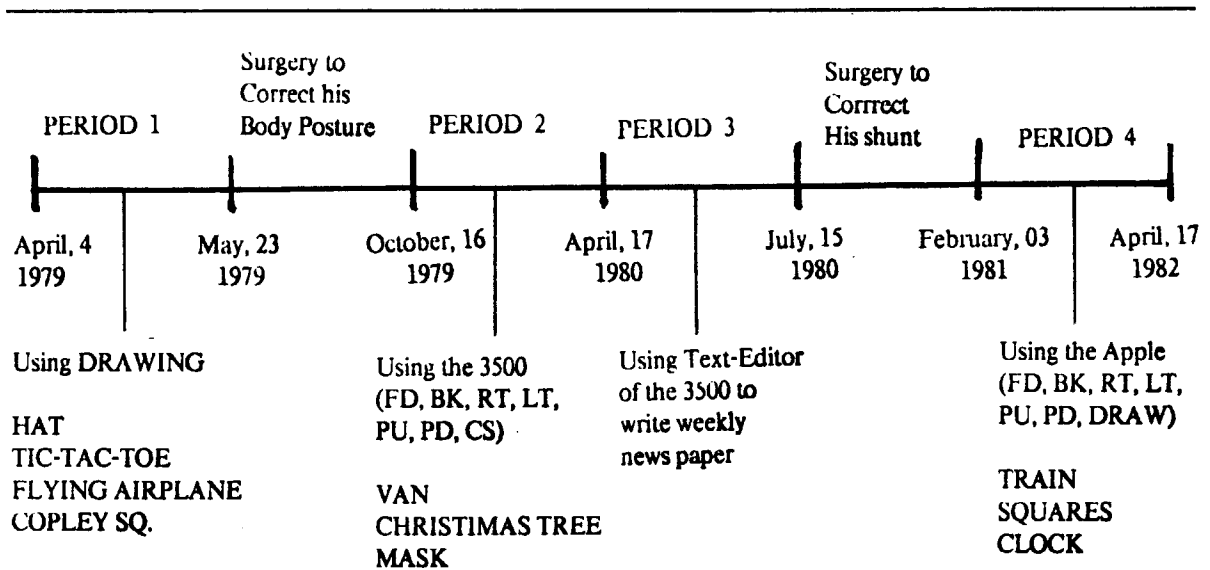 Surgery to
Correct his
Body Posture
Surgery to
Corrrect
His shunt
PERIOD 1
PERIOD 2
PERIOD 3
PERIOD 4
April, 4
1979
May, 23
1979
October, 16
1979
April, 17
1980
July, 15
1980
February, 03
1981
April, 17
1982
Using DRAWING
HAT
TIC-TAC-TOE
FLYING AIRPLANE
COPLEY SQ.
Using the 3500
(FD, BK, RT, LT,
PU, PD, CS)
VAN
CHRISTIMAS TREE
MASK
Using Text-Editor
of the 3500 to
write weekly
news paper
Using the Apple
(FD, BK, RT, LT,
PU, PD, DRAW)
TRAIN
SQUARES
CLOCK